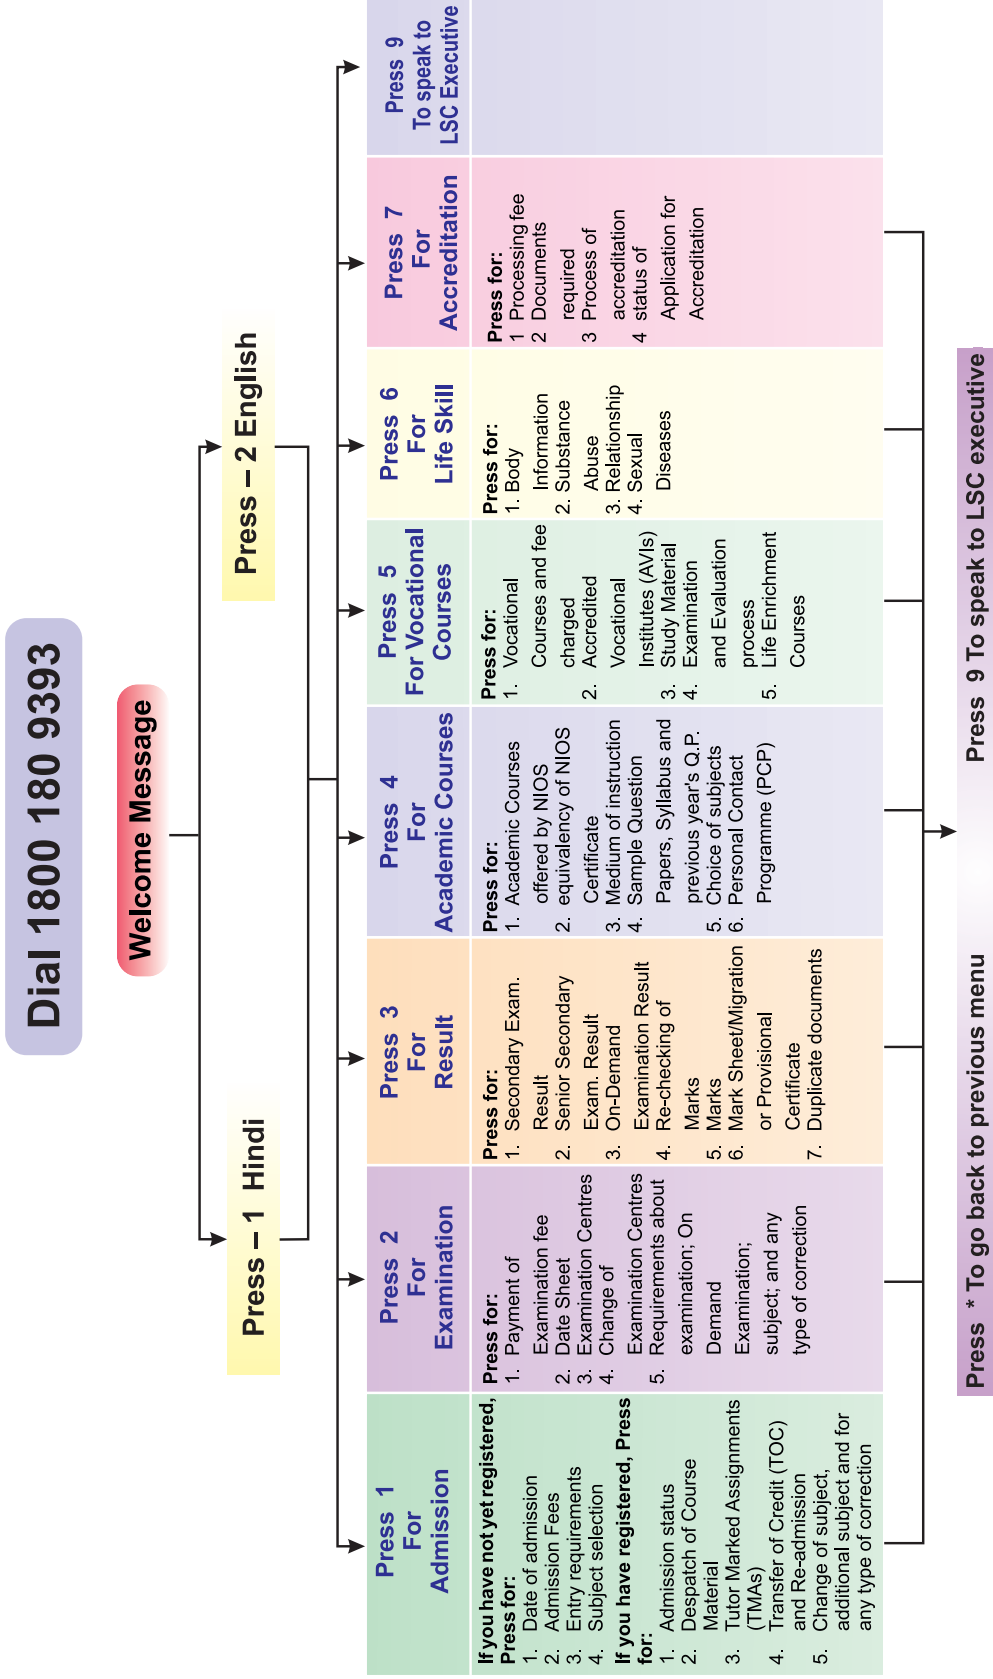 Dial 1800 180 9393
Welcome Message
Press – 1 Hindi
Press – 2 English
Press 1
For
Admission
If you have not yet registered,
Press for:
1. Date of admission
2. Admission Fees
3. Entry requirements
4. Subject selection
If you have registered, Press
for:
1. Admission status
2. Despatch of Course
Material
3. Tutor Marked Assignments
(TMAs)
4. Transfer of Credit (TOC)
and Re-admission
5. Change of subject,
additional subject and for
any type of correction
Press 2
For
Examination
Press for:
1. Payment of
Examination fee
2. Date Sheet
3. Examination Centres
4. Change of
Examination Centres
5. Requirements about
examination; On
Demand
Examination;
subject; and any
type of correction
Press 3
For
Result
Press for:
1. Secondary Exam.
Result
2. Senior Secondary
Exam. Result
3. On-Demand
Examination Result
4. Re-checking of
Marks
5. Marks
6. Mark Sheet/Migration
or Provisional
Certificate
7. Duplicate documents
Press 4
For
Academic Courses
Press for:
1. Academic Courses
offered by NIOS
2. equivalency of NIOS
Certificate
3. Medium of instruction
4. Sample Question
Papers, Syllabus and
previous year's Q.P.
5. Choice of subjects
6. Personal Contact
Programme (PCP)
Press 5
For Vocational
Courses
Press for:
1. Vocational
Courses and fee
charged
2. Accredited
Vocational
Institutes (AVIs)
3. Study Material
4. Examination
and Evaluation
process
5. Life Enrichment
Courses
Press 6
For
Life Skill
Press for:
1. Body
Information
2. Substance
Abuse
3. Relationship
4. Sexual
Diseases
Press 7
For
Accreditation
Press for:
1 Processing fee
2 Documents
required
3 Process of
accreditation
4 status of
Application for
Accreditation
Press 9
To speak to
LSC Executive
Press * To go back to previous menu
Press 9 To speak to LSC executive